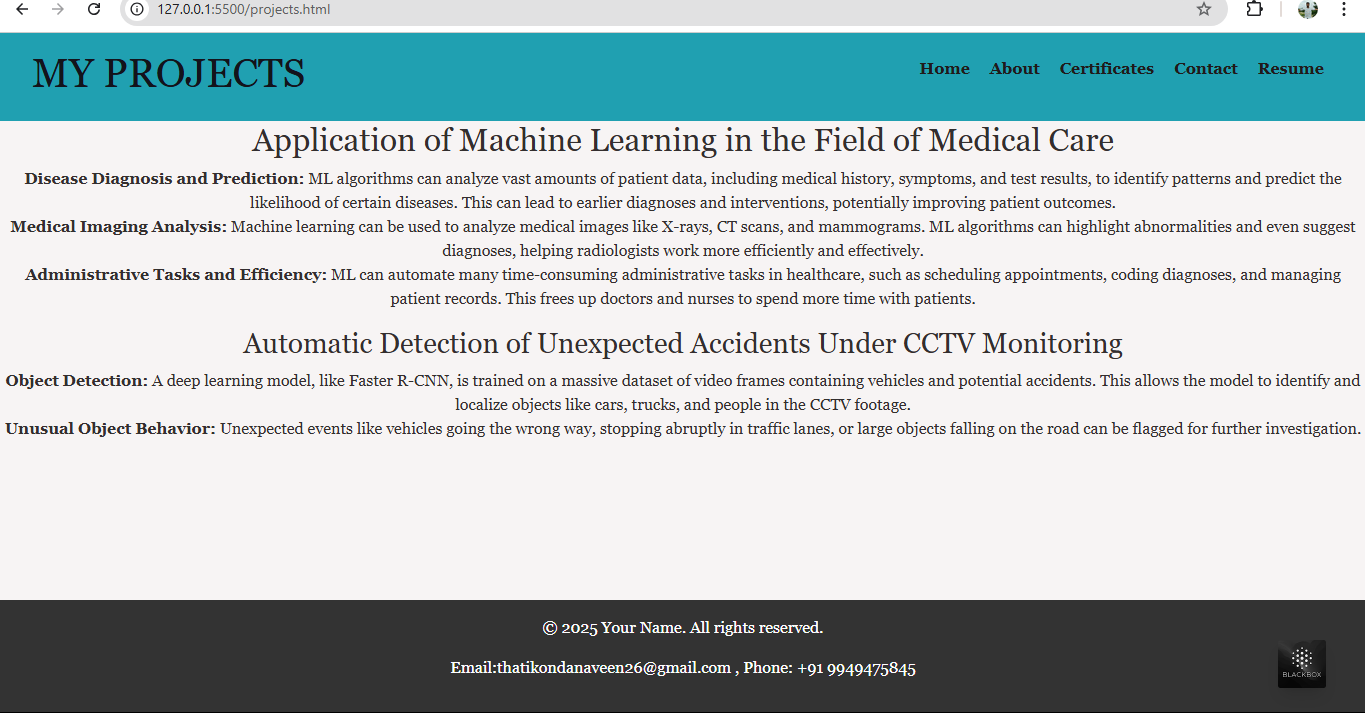 127.0.0.1:5500/projects.html
MY PROJECTS
Home About Certificates Contact Resume
Application of Machine Learning in the Field of Medical Care
Disease Diagnosis and Prediction: ML algorithms can analyze vast amounts of patient data, including medical history, symptoms, and test results, to identify patterns and predict the
likelihood of certain diseases. This can lead to earlier diagnoses and interventions, potentially improving patient outcomes.
Medical Imaging Analysis: Machine learning can be used to analyze medical images like X-rays, CT scans, and mammograms. ML algorithms can highlight abnormalities and even suggest
diagnoses, helping radiologists work more efficiently and effectively.
Administrative Tasks and Efficiency: ML can automate many time-consuming administrative tasks in healthcare, such as scheduling appointments, coding diagnoses, and managing
patient records. This frees up doctors and nurses to spend more time with patients.
Automatic Detection of Unexpected Accidents Under CCTV Monitoring
Object Detection: A deep learning model, like Faster R-CNN, is trained on a massive dataset of video frames containing vehicles and potential accidents. This allows the model to identify and
localize objects like cars, trucks, and people in the CCTV footage.
Unusual Object Behavior: Unexpected events like vehicles going the wrong way, stopping abruptly in traffic lanes, or large objects falling on the road can be flagged for further investigation.
© 2025 Your Name. All rights reserved.
Email:thatikondanaveen26@gmail.com , Phone: +91 9949475845
BLACKBOX